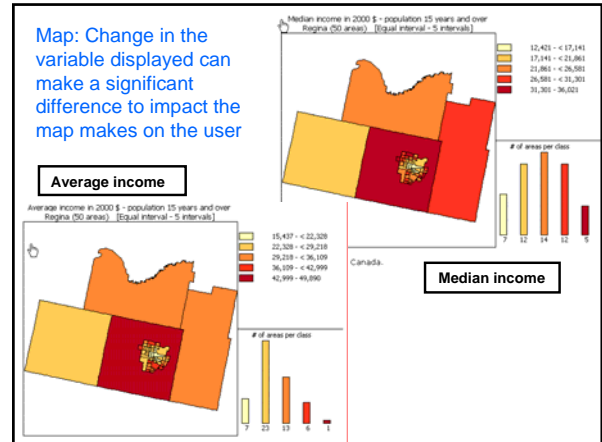 Map: Change in the
variable displayed can
make a significant
difference to impact the
map makes on the user
Median income in 2000 $ - population 15 years and over
Regina (50 areas) [Equal interval - 5 intervals]
12,421 - < 17,141
17,141 - < 21,861
21,861 - < 26,581
26,581 - < 31,301
31,301 - 36,021
# of areas per class
7 12 14 12 5
Average income
Average income in 2000 $ - population 15 years and over
Regina (50 areas) [Equal interval - 5 intervals]
15,437 - < 22,328
22,328 - < 29,218
29,218 - < 36,109
36,109 - < 42,999
42,999 - 49,890
# of areas per class
7 23 13 6 1
Canada.
Median income